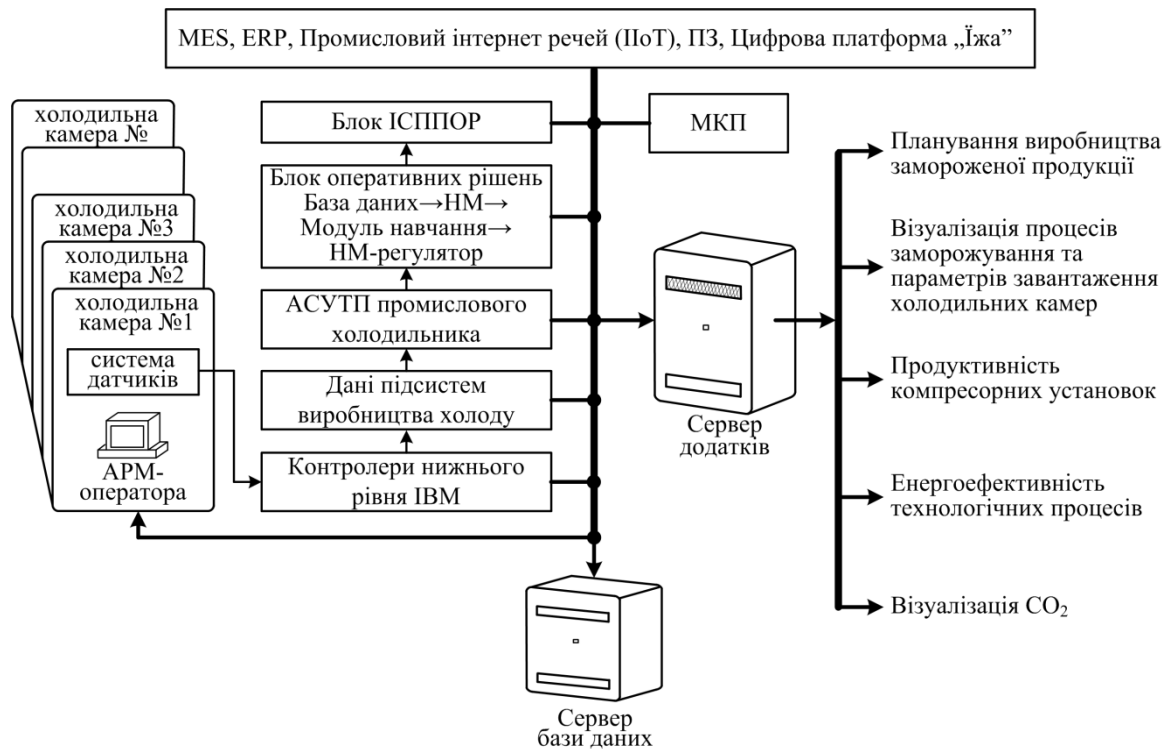 MES, ERP, Промисловий інтернет речей (ІІоТ), ПЗ, Цифрова платформа „Їжа”
холодильна
камера №
холодильна
камера №3
холодильна
камера №2
холодильна
камера №1
система
датчиків
АРМ-
оператора
Блок ІСППОР
Блок оперативних рішень
База даних→НМ→
Модуль навчання→
НМ-регулятор
АСУТП промислового
холодильника
Дані підсистем
виробництва холоду
Контролери нижнього
рівня ІВМ
МКП
Сервер
додатків
Сервер
бази даних
Планування виробництва
замороженої продукції
Візуалізація процесів
заморожування та
параметрів завантаження
холодильних камер
Продуктивність
компресорних установок
Енергоефективність
технологічних процесів
Візуалізація СО₂